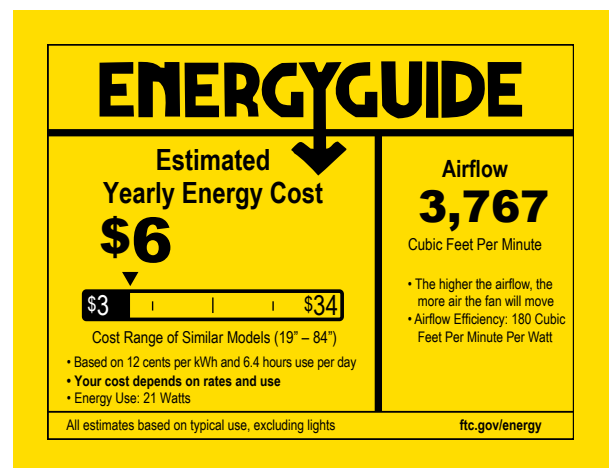 ENERGYGUIDE
Estimated
Yearly Energy Cost
$6
$3 $34
Cost Range of Similar Models (19” – 84”)
• Based on 12 cents per kWh and 6.4 hours use per day
• Your cost depends on rates and use
• Energy Use: 21 Watts
Airflow
3,767
Cubic Feet Per Minute
• The higher the airflow, the
more air the fan will move
• Airflow Efficiency: 180 Cubic
Feet Per Minute Per Watt
All estimates based on typical use, excluding lights
ftc.gov/energy